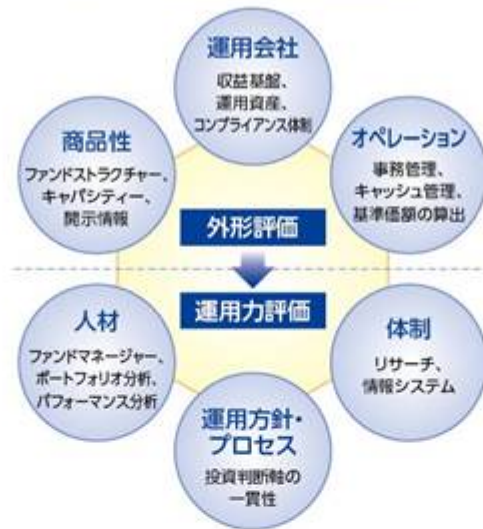 運用会社
収益基盤、
運用資産、
コンプライアンス体制
商品性
ファンドストラクチャー、
キャパシティー、
開示情報
オペレーション
事務管理、
キャッシュ管理、
基準価額の算出
外形評価
運用力評価
人材
ファンドマネージャー、
ポートフォリオ分析、
パフォーマンス分析
体制
リサーチ、
情報システム
運用方針・
プロセス
投資判断軸の
一貫性